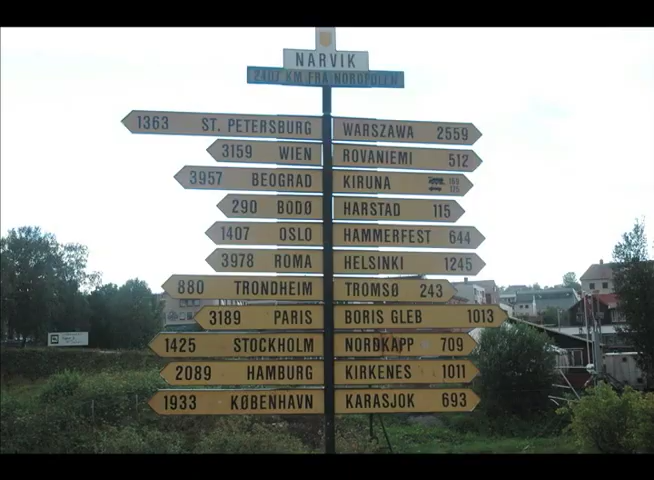 NARVIK
2407 KM FRA NORDPOLEN
1363 ST. PETERSBURG WARSZAWA 2559
3159 WIEN ROVANIEMI 512
3957 BEOGRAD KIRUNA
290 BODØ HARSTAD 115
1407 OSLO HAMMERFEST 644
3978 ROMA HELSINKI 1245
880 TRONDHEIM TROMSØ 243
3189 PARIS BORIS GLEB 1013
1425 STOCKHOLM NORDKAPP 709
2089 HAMBURG KIRKENES 1011
1933 KØBENHAVN KARASJOK 693